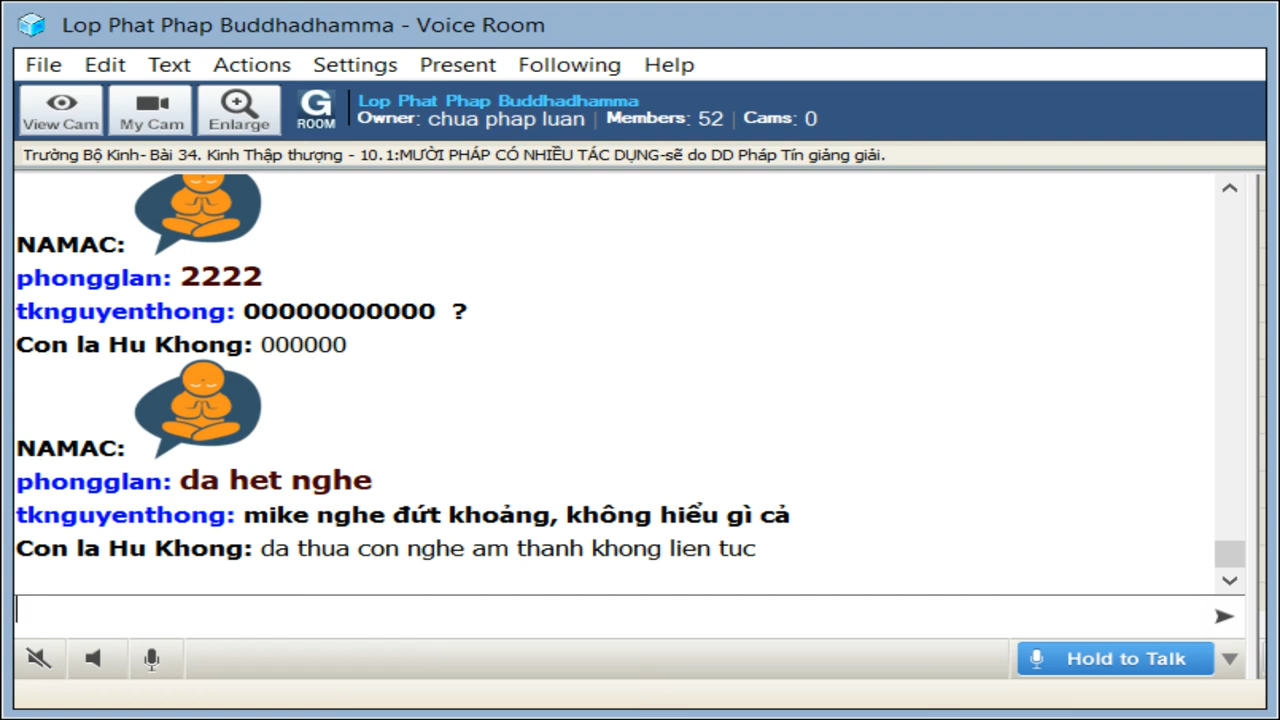 Lop Phat Phap Buddhadhamma - Voice Room
File Edit Text Actions Settings Present Following Help
View Cam My Cam Enlarge G ROOM
Lop Phat Phap Buddhadhamma
Owner: chua phap luan | Members: 52 | Cams: 0
Trường Bộ Kinh- Bài 34. Kinh Thập thượng - 10.1:MƯỜI PHÁP CÓ NHIỀU TÁC DỤNG-sẽ do DD Pháp Tín giảng giải.
NAMAC:
phongglan: 2222
tknguyenthong: 00000000000 ?
Con la Hu Khong: 000000
NAMAC:
phongglan: da het nghe
tknguyenthong: mike nghe đứt khoảng, không hiểu gì cả
Con la Hu Khong: da thua con nghe am thanh khong lien tuc
Hold to Talk